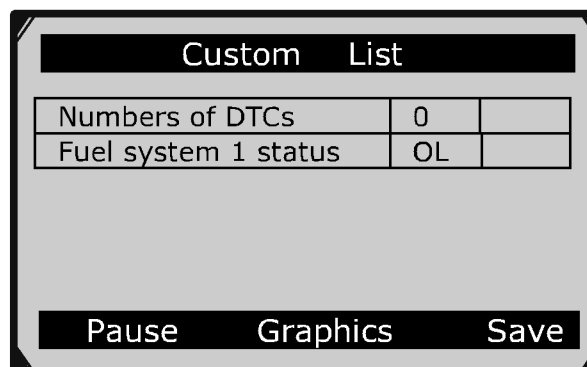 Custom List
Numbers of DTCs 0
Fuel system 1 status OL
Pause Graphics Save